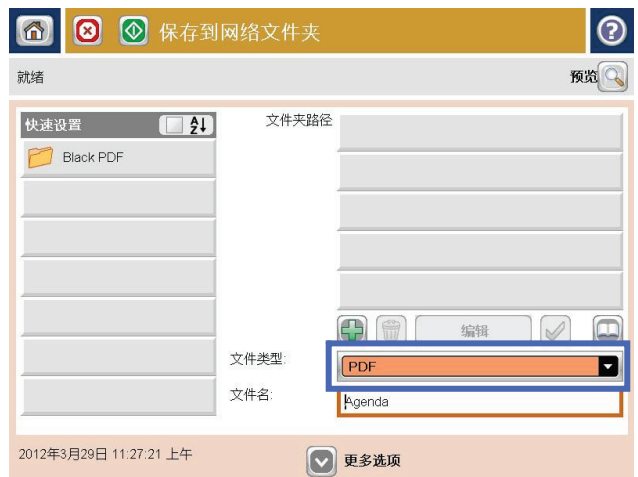 保存到网络文件夹
就绪
预览
快速设置
Black PDF
文件夹路径
编辑
文件类型:
PDF
文件名:
Agenda
2012年3月29日 11:27:21 上午
更多选项